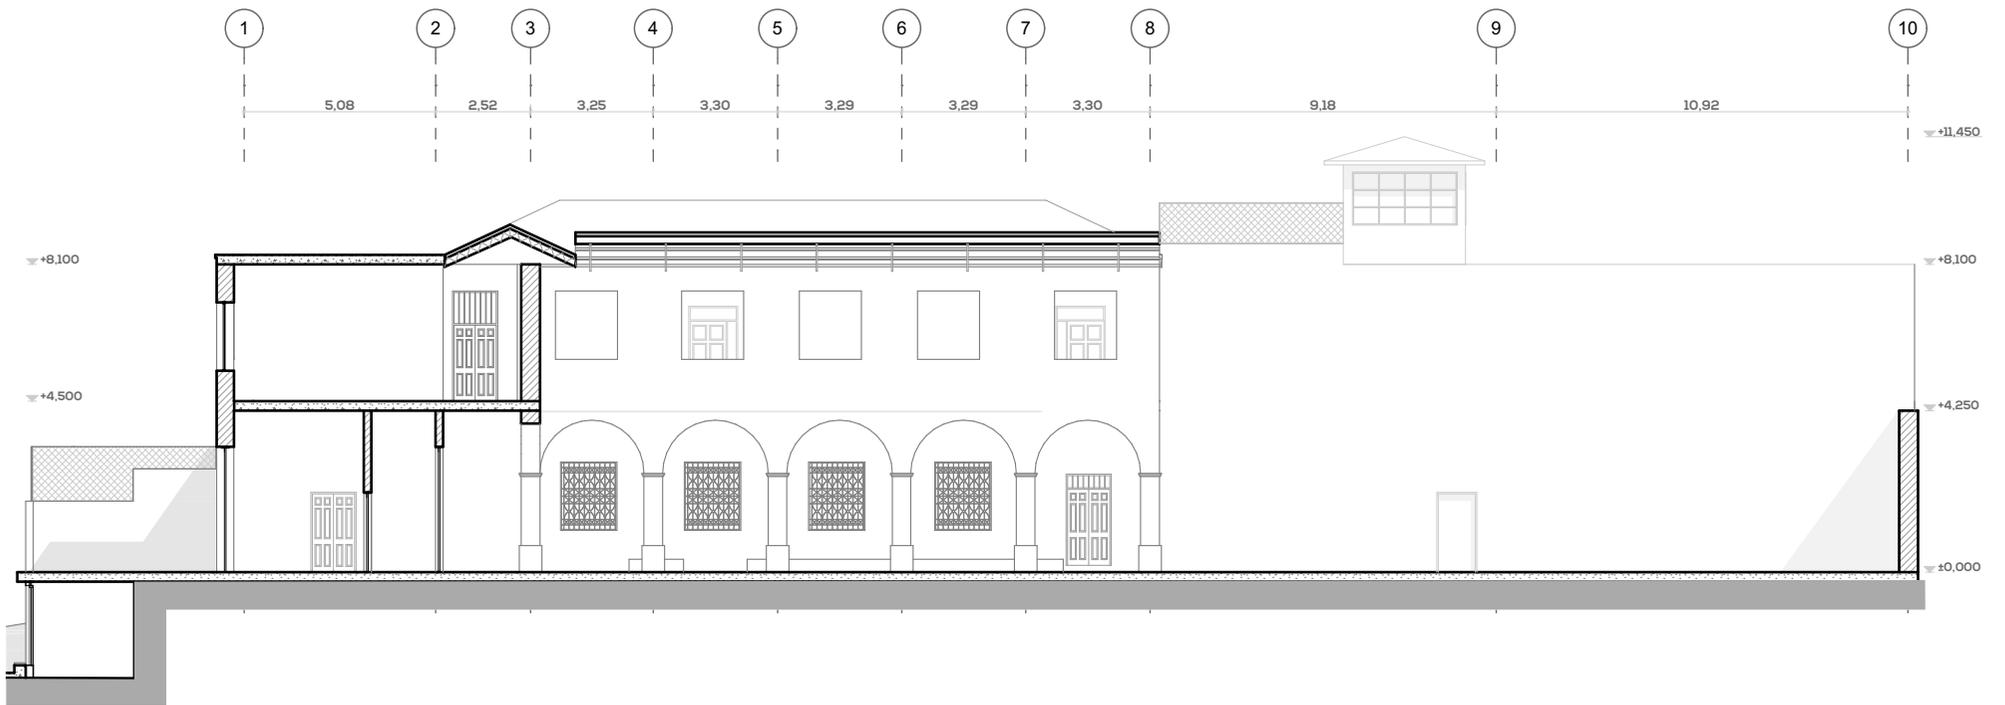 1 2 3 4 5 6 7 8 9 10
5,08 2,52 3,25 3,30 3,29 3,29 3,30 9,18 10,92
+11,450
+8,100 +8,100
+4,500 +4,250
±0,000